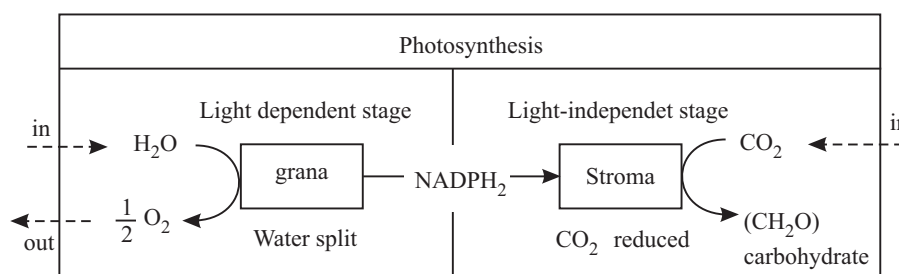 Photosynthesis
Light dependent stage
Light-independet stage
in
H₂O
grana
NADPH₂
Stroma
CO₂
in
out
1/2 O₂
Water split
CO₂ reduced
(CH₂O)
carbohydrate